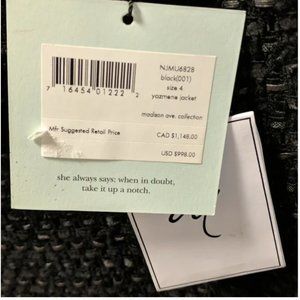 NJMU6828
black(001)
size 4
yazmene jacket
madison ave. collection
7 16454 01222 2
Mfr Suggested Retail Price
CAD $1,148.00
USD $998.00
she always says; when in doubt,
take it up a notch.